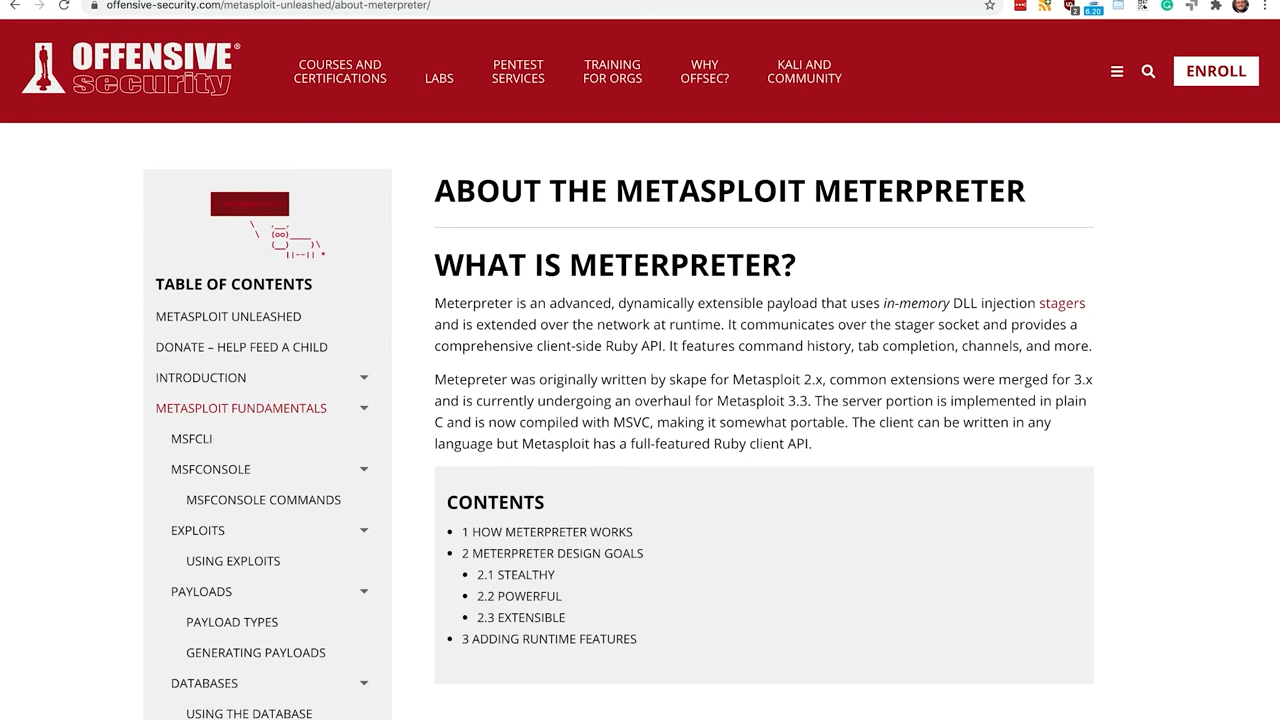 offensive-security.com/metasploit-unleashed/about-meterpreter/
2
6.20
OFFENSIVE®
security
COURSES AND
CERTIFICATIONS
LABS
PENTEST
SERVICES
TRAINING
FOR ORGS
WHY
OFFSEC?
KALI AND
COMMUNITY
ENROLL
\ ,__,
\ (oo)____
(__) )\
||--|| *
TABLE OF CONTENTS
METASPLOIT UNLEASHED
DONATE – HELP FEED A CHILD
INTRODUCTION
METASPLOIT FUNDAMENTALS
MSFCLI
MSFCONSOLE
MSFCONSOLE COMMANDS
EXPLOITS
USING EXPLOITS
PAYLOADS
PAYLOAD TYPES
GENERATING PAYLOADS
DATABASES
USING THE DATABASE
ABOUT THE METASPLOIT METERPRETER
WHAT IS METERPRETER?
Meterpreter is an advanced, dynamically extensible payload that uses in-memory DLL injection stagers
and is extended over the network at runtime. It communicates over the stager socket and provides a
comprehensive client-side Ruby API. It features command history, tab completion, channels, and more.
Metepreter was originally written by skape for Metasploit 2.x, common extensions were merged for 3.x
and is currently undergoing an overhaul for Metasploit 3.3. The server portion is implemented in plain
C and is now compiled with MSVC, making it somewhat portable. The client can be written in any
language but Metasploit has a full-featured Ruby client API.
CONTENTS
• 1 HOW METERPRETER WORKS
• 2 METERPRETER DESIGN GOALS
• 2.1 STEALTHY
• 2.2 POWERFUL
• 2.3 EXTENSIBLE
• 3 ADDING RUNTIME FEATURES